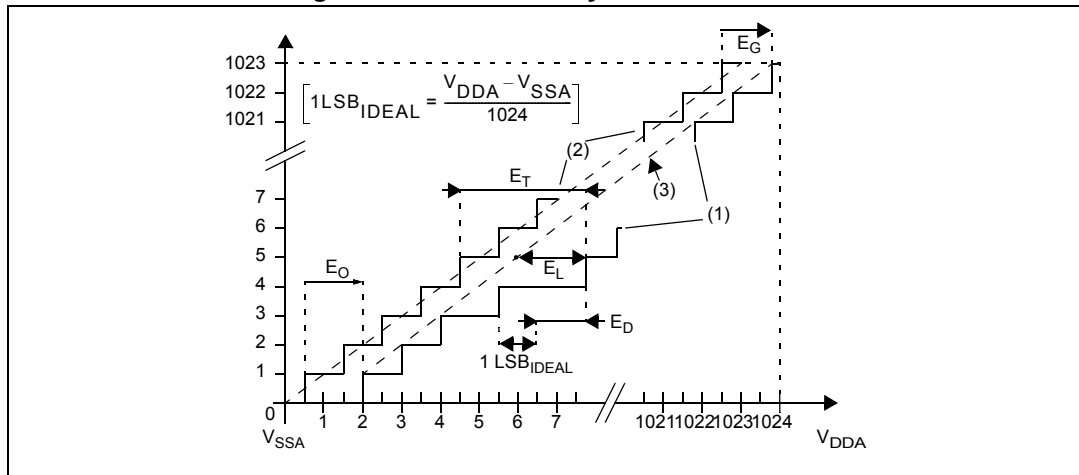 E_G
1023
1022
1021
[1LSB_IDEAL = (V_DDA – V_SSA) / 1024]
(2)
(3)
(1)
E_T
7
6
5
4
3
2
1
0
E_O
E_L
E_D
1 LSB_IDEAL
1 2 3 4 5 6 7 1021 1022 1023 1024
V_SSA V_DDA